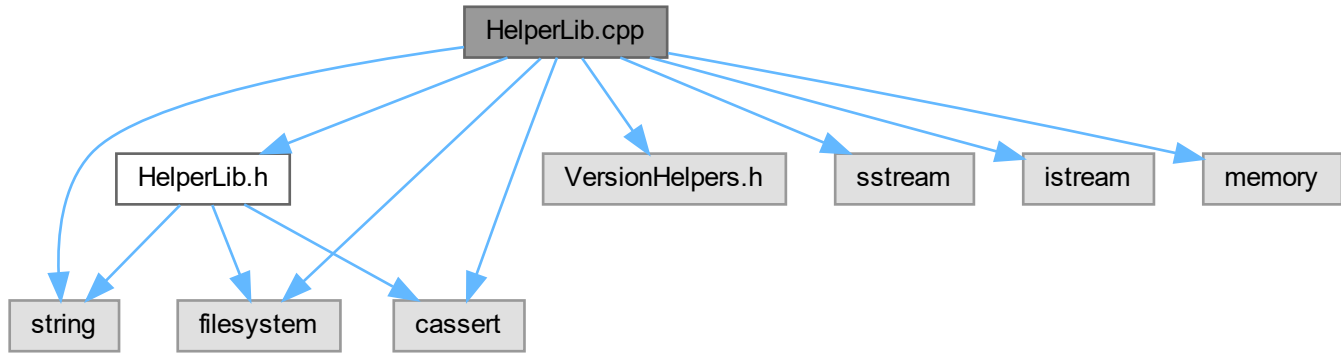 HelperLib.cpp
HelperLib.h
VersionHelpers.h
sstream
istream
memory
string
filesystem
cassert